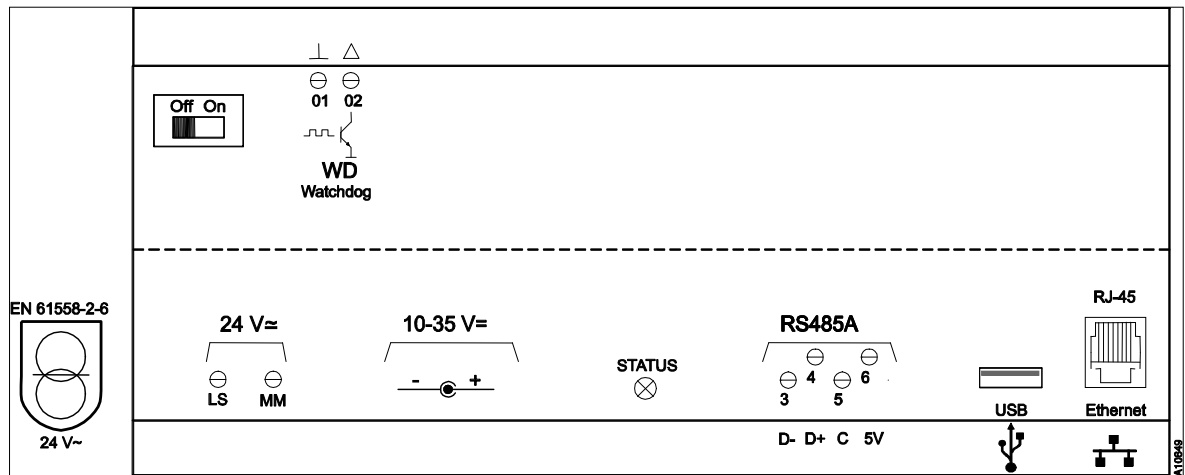 Off On
01 02
WD
Watchdog
EN 61558-2-6
24 V~
24 V≃
LS MM
10-35 V=
- +
STATUS
RS485A
4 6
3 5
D- D+ C 5V
USB
RJ-45
Ethernet
A10849